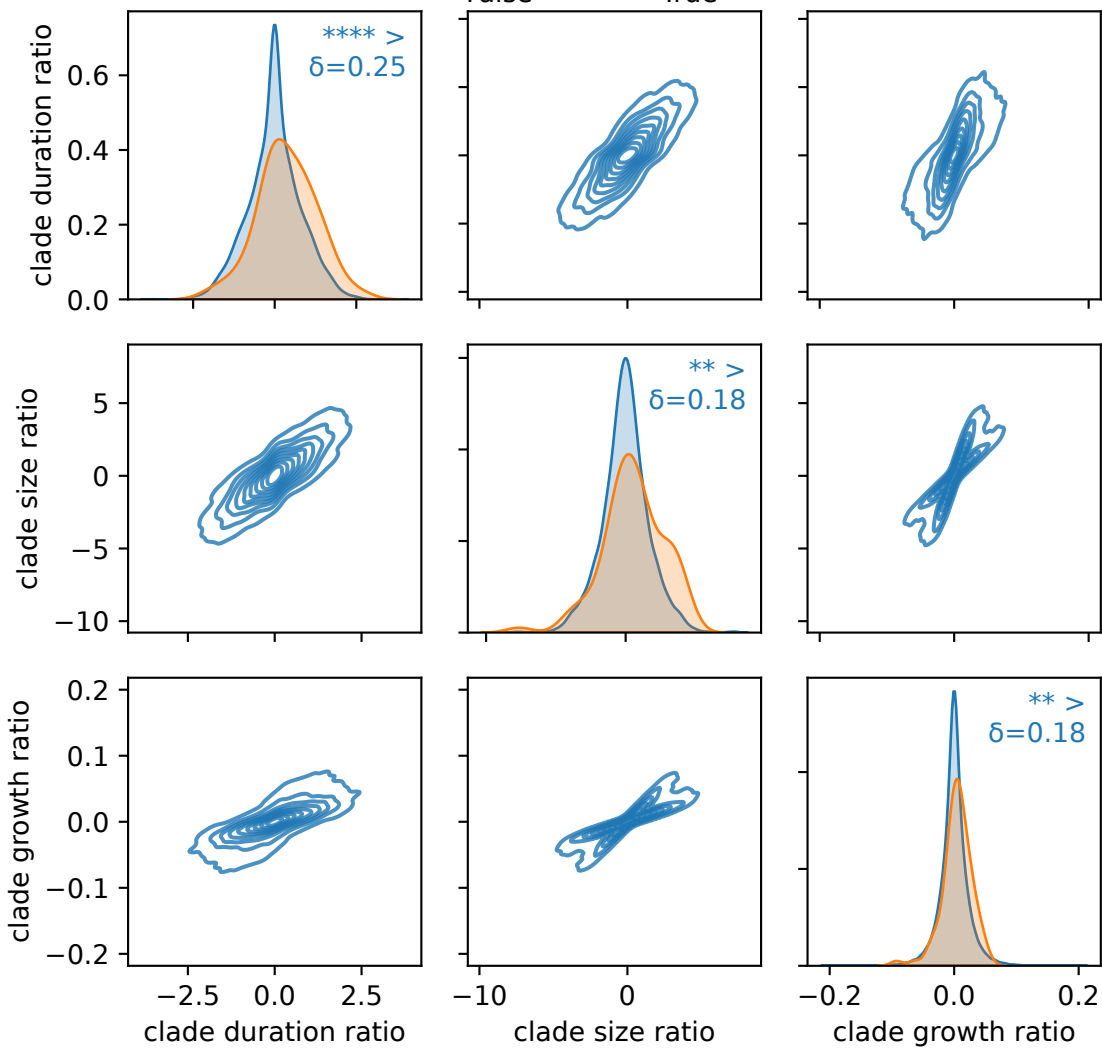 True
clade duration ratio
0.6
0.4
0.2
0.0
**** >
δ=0.25
clade size ratio
5
0
−5
−10
** >
δ=0.18
clade growth ratio
0.2
0.1
0.0
−0.1
−0.2
** >
δ=0.18
−2.5 0.0 2.5
−10 0
−0.2 0.0 0.2
clade duration ratio
clade size ratio
clade growth ratio